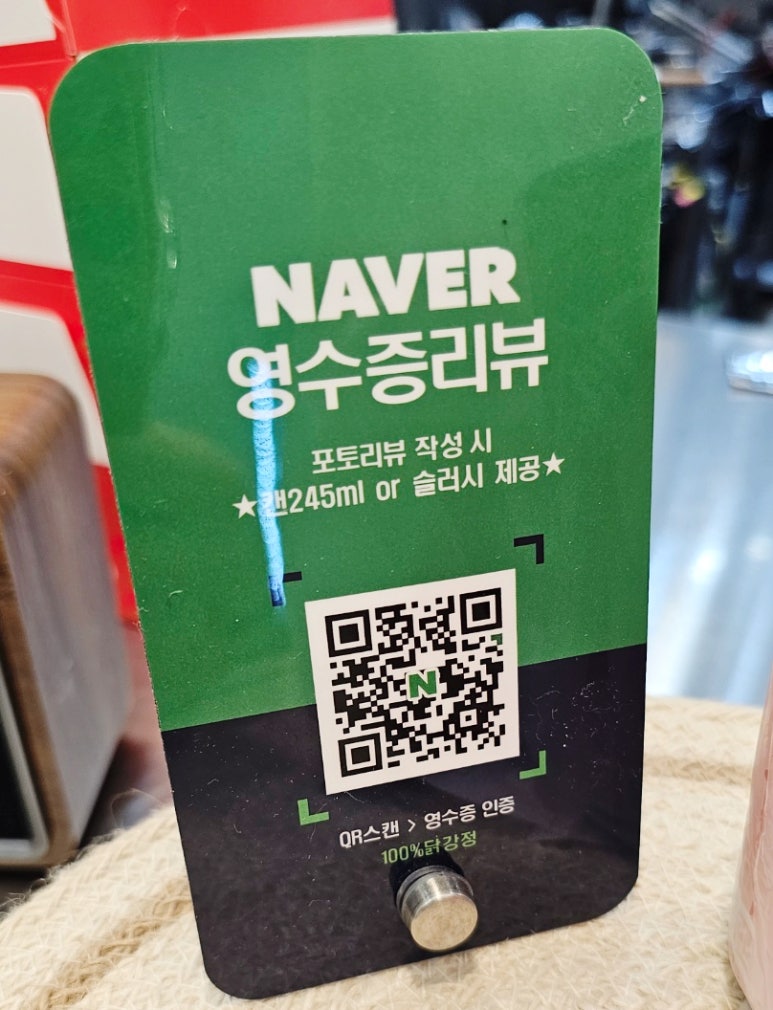 NAVER
영수증리뷰
포토리뷰 작성 시
★캔245ml or 슬러시 제공★
N
QR스캔 > 영수증 인증
100%닭강정